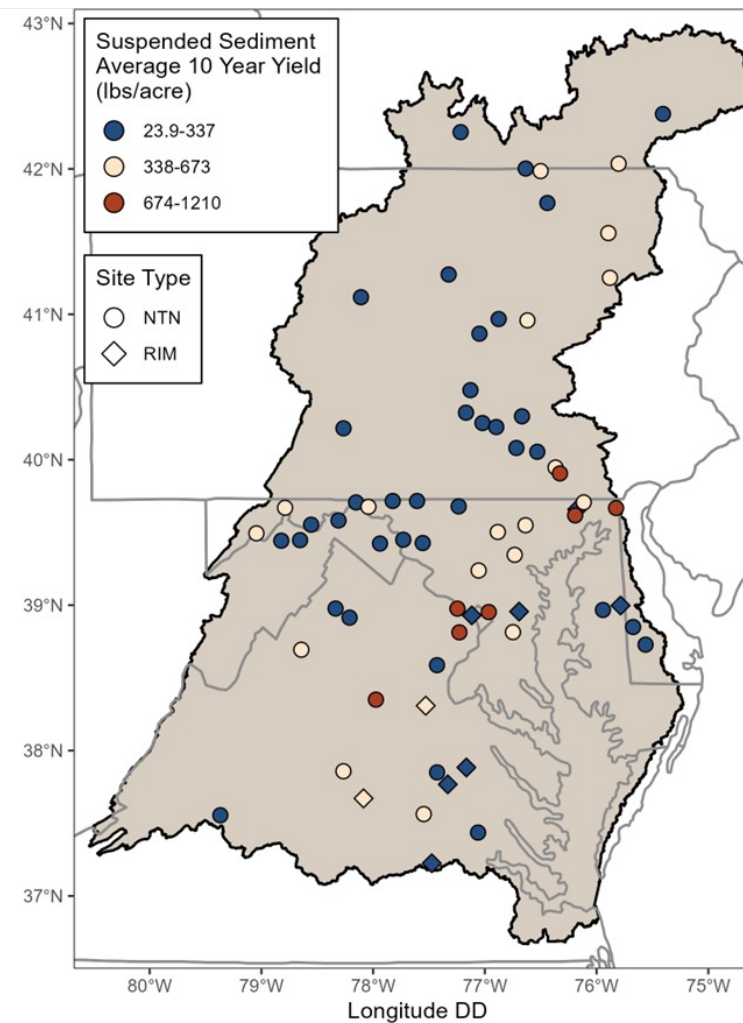 43°N
Suspended Sediment
Average 10 Year Yield
(lbs/acre)
23.9-337
338-673
674-1210
42°N
Site Type
NTN
RIM
41°N
40°N
39°N
38°N
37°N
80°W 79°W 78°W 77°W 76°W 75°W
Longitude DD